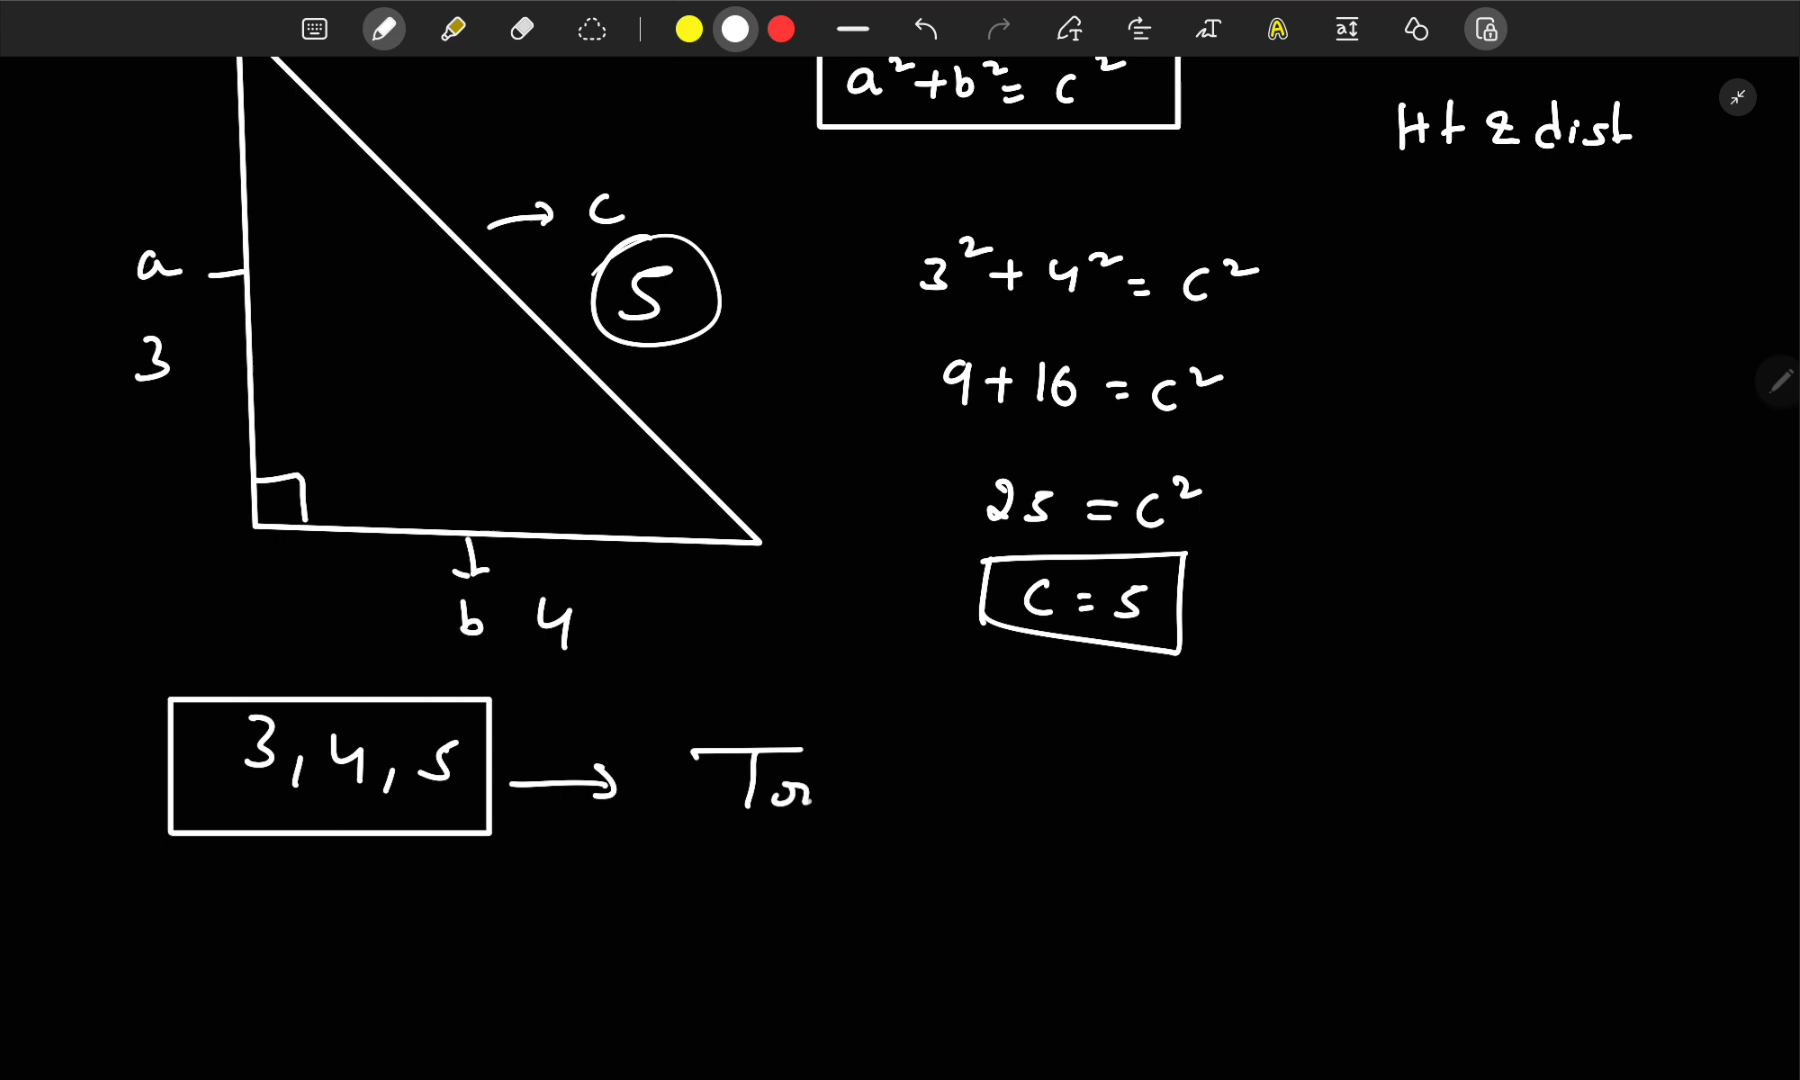 a²+b²= c²
Ht & dist
→ c
5
a
3
3²+ 4²= c²
9+16 = c²
25 = c²
c = 5
b 4
3, 4, 5 → Tr